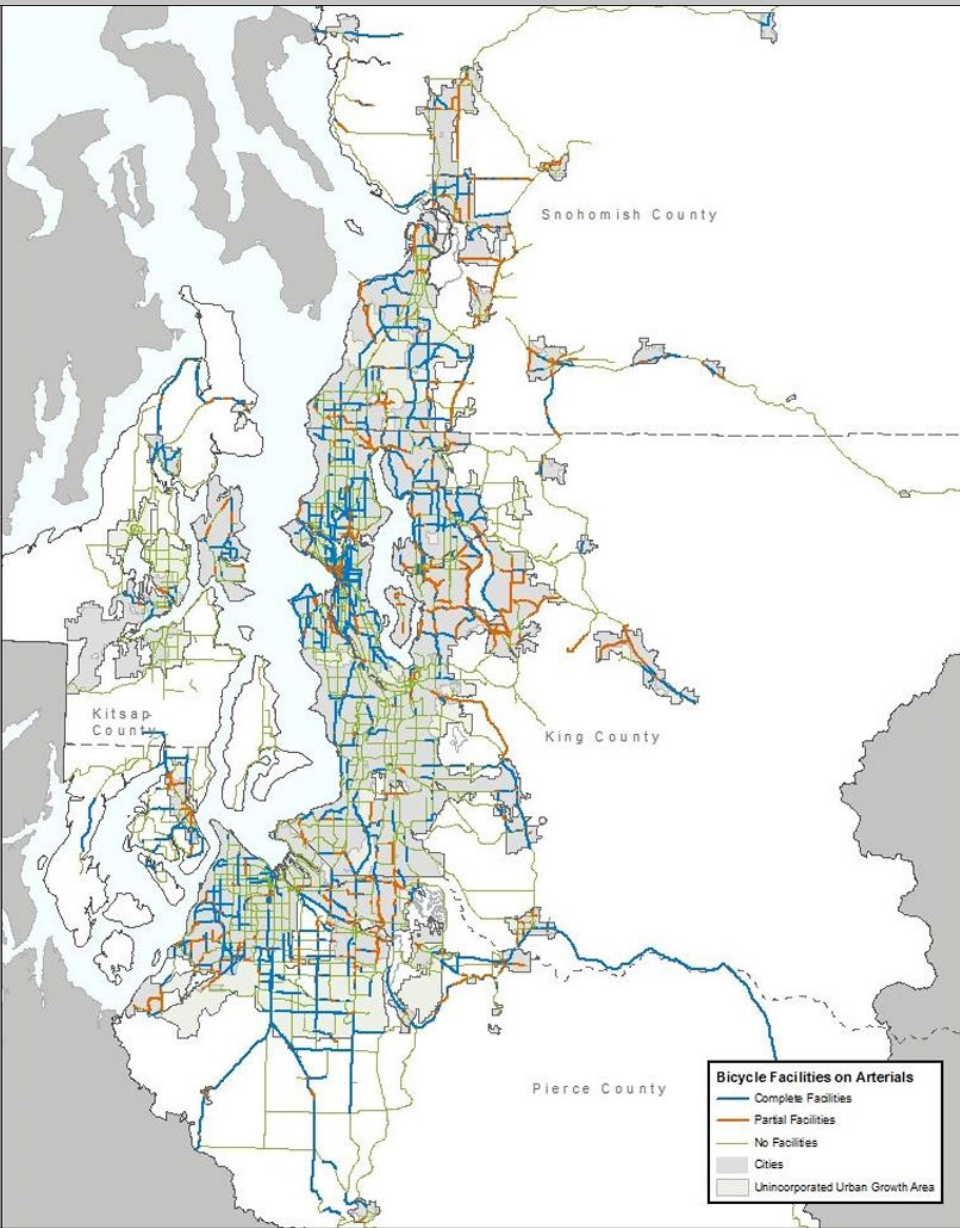 Snohomish County
Kitsap
County
King County
Pierce County
Bicycle Facilities on Arterials
Complete Facilities
Partial Facilities
No Facilities
Cities
Unincorporated Urban Growth Area